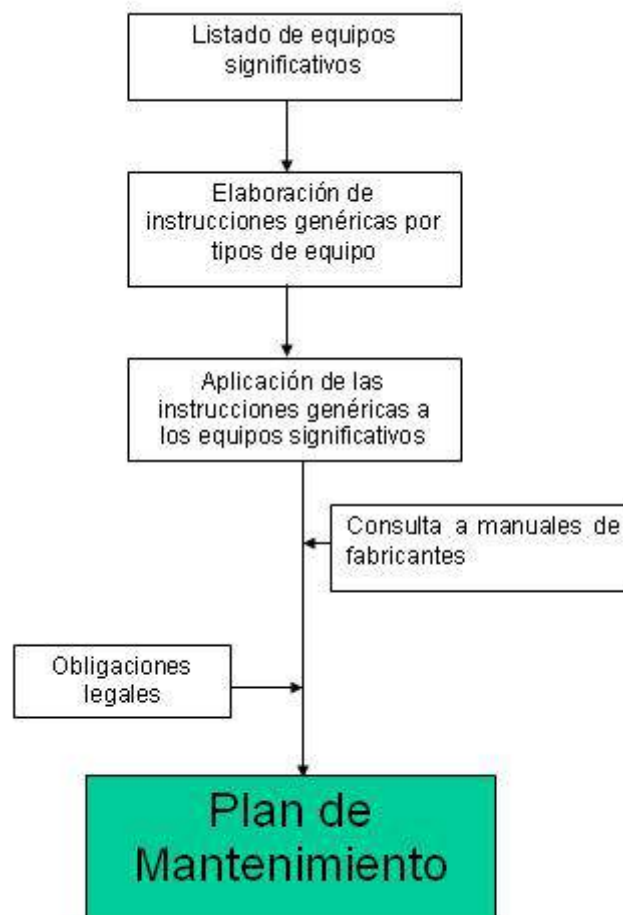 Listado de equipos
significativos
Elaboración de
instrucciones genéricas por
tipos de equipo
Aplicación de las
instrucciones genéricas a
los equipos significativos
Consulta a manuales de
fabricantes
Obligaciones
legales
Plan de
Mantenimiento